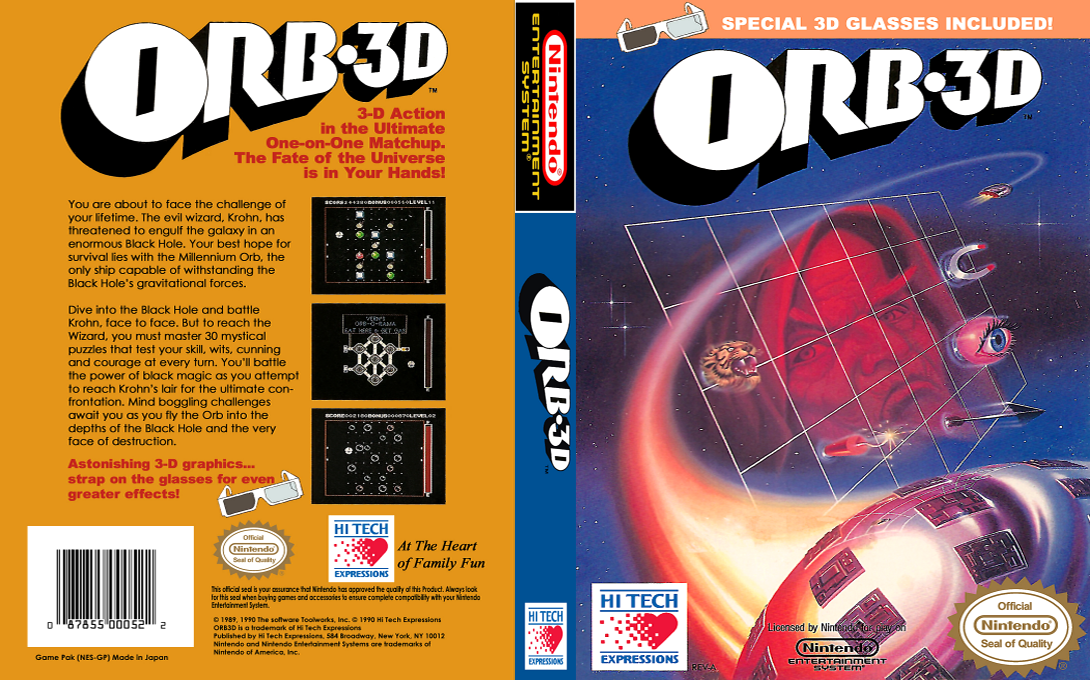 ORB·3D
™
3-D Action
in the Ultimate
One-on-One Matchup.
The Fate of the Universe
is in Your Hands!
You are about to face the challenge of
your lifetime. The evil wizard, Krohn, has
threatened to engulf the galaxy in an
enormous Black Hole. Your best hope for
survival lies with the Millennium Orb, the
only ship capable of withstanding the
Black Hole's gravitational forces.
Dive into the Black Hole and battle
Krohn, face to face. But to reach the
Wizard, you must master 30 mystical
puzzles that test your skill, wits, cunning
and courage at every turn. You'll battle
the power of black magic as you attempt
to reach Krohn's lair for the ultimate con-
frontation. Mind boggling challenges
await you as you fly the Orb into the
depths of the Black Hole and the very
face of destruction.
Astonishing 3-D graphics...
strap on the glasses for even
greater effects!
ORB-O-RAMA
EAT HERE & GET GAS
0 87855 00052 2
Game Pak (NES-GP) Made in Japan
Official
Nintendo
Seal of Quality
HI TECH
EXPRESSIONS
At The Heart
of Family Fun
This official seal is your assurance that Nintendo has approved the quality of this Product. Always look
for this seal when buying games and accessories to ensure complete compatibility with your Nintendo
Entertainment System.
© 1989, 1990 The software Toolworks, Inc. © 1990 Hi Tech Expressions
ORB3D is a trademark of Hi Tech Expressions
Published by Hi Tech Expressions, 584 Broadway, New York, NY 10012
Nintendo and Nintendo Entertainment Systems are trademarks of
Nintendo of America, Inc.
Nintendo®
ENTERTAINMENT
SYSTEM®
ORB·3D
™
HI TECH
EXPRESSIONS
SPECIAL 3D GLASSES INCLUDED!
ORB·3D
™
HI TECH
EXPRESSIONS
REV-A
Licensed by Nintendo for play on
Nintendo
ENTERTAINMENT
SYSTEM®
Official
Nintendo
Seal of Quality
®